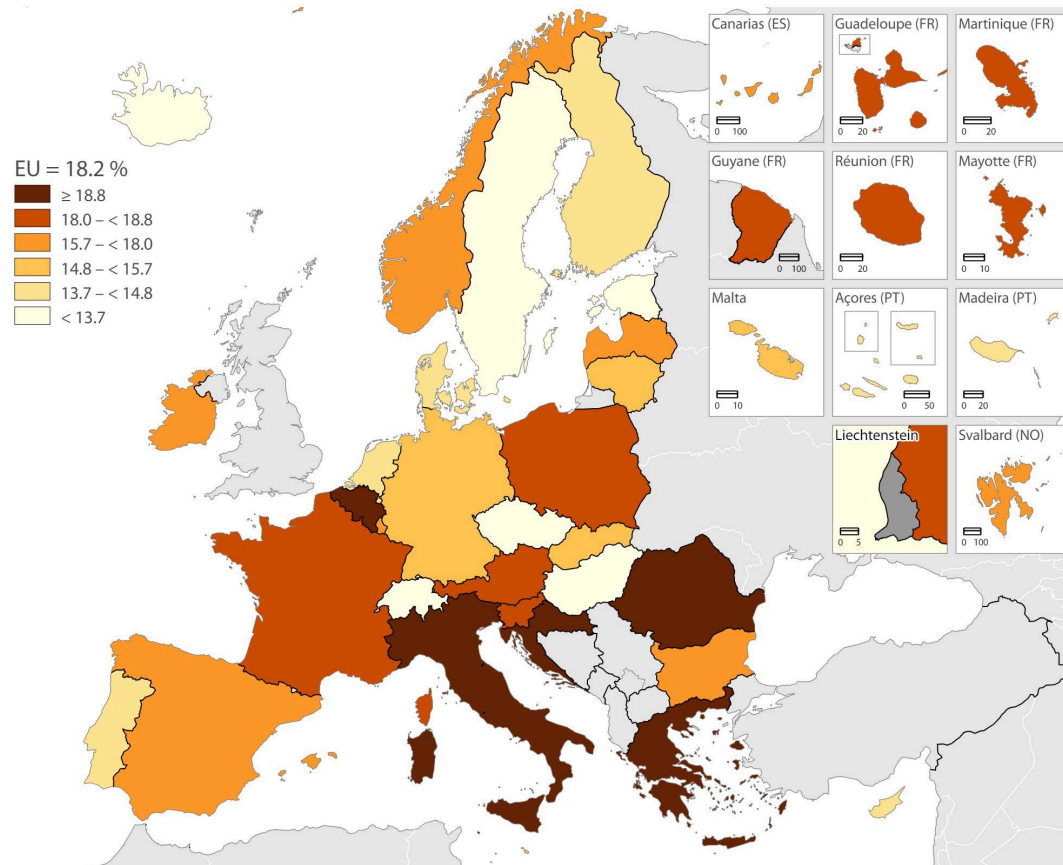 EU = 18.2 %
≥ 18.8
18.0 – < 18.8
15.7 – < 18.0
14.8 – < 15.7
13.7 – < 14.8
< 13.7
Canarias (ES)
0 100
Guadeloupe (FR)
0 20
Martinique (FR)
0 20
Guyane (FR)
0 100
Réunion (FR)
0 20
Mayotte (FR)
0 10
Malta
0 10
Açores (PT)
0 50
Madeira (PT)
0 20
Liechtenstein
0 5
Svalbard (NO)
0 100